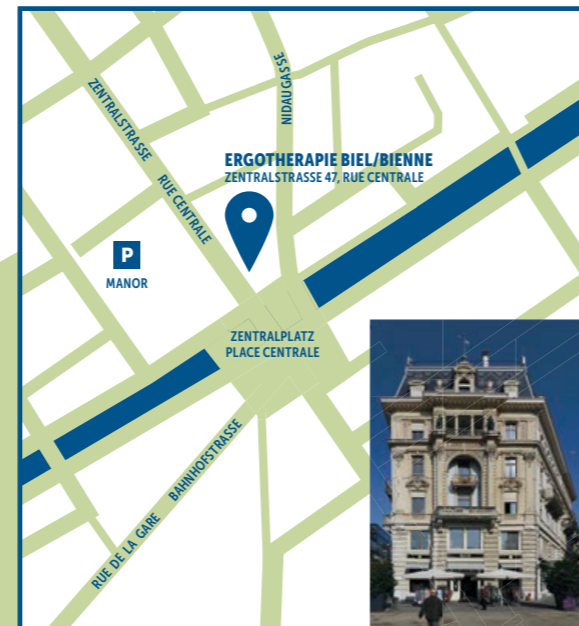 ZENTRALSTRASSE RUE CENTRALE
NIDAUGASSE
ERGOTHERAPIE BIEL/BIENNE
ZENTRALSTRASSE 47, RUE CENTRALE
P
MANOR
ZENTRALPLATZ
PLACE CENTRALE
RUE DE LA GARE BAHNHOFSTRASSE